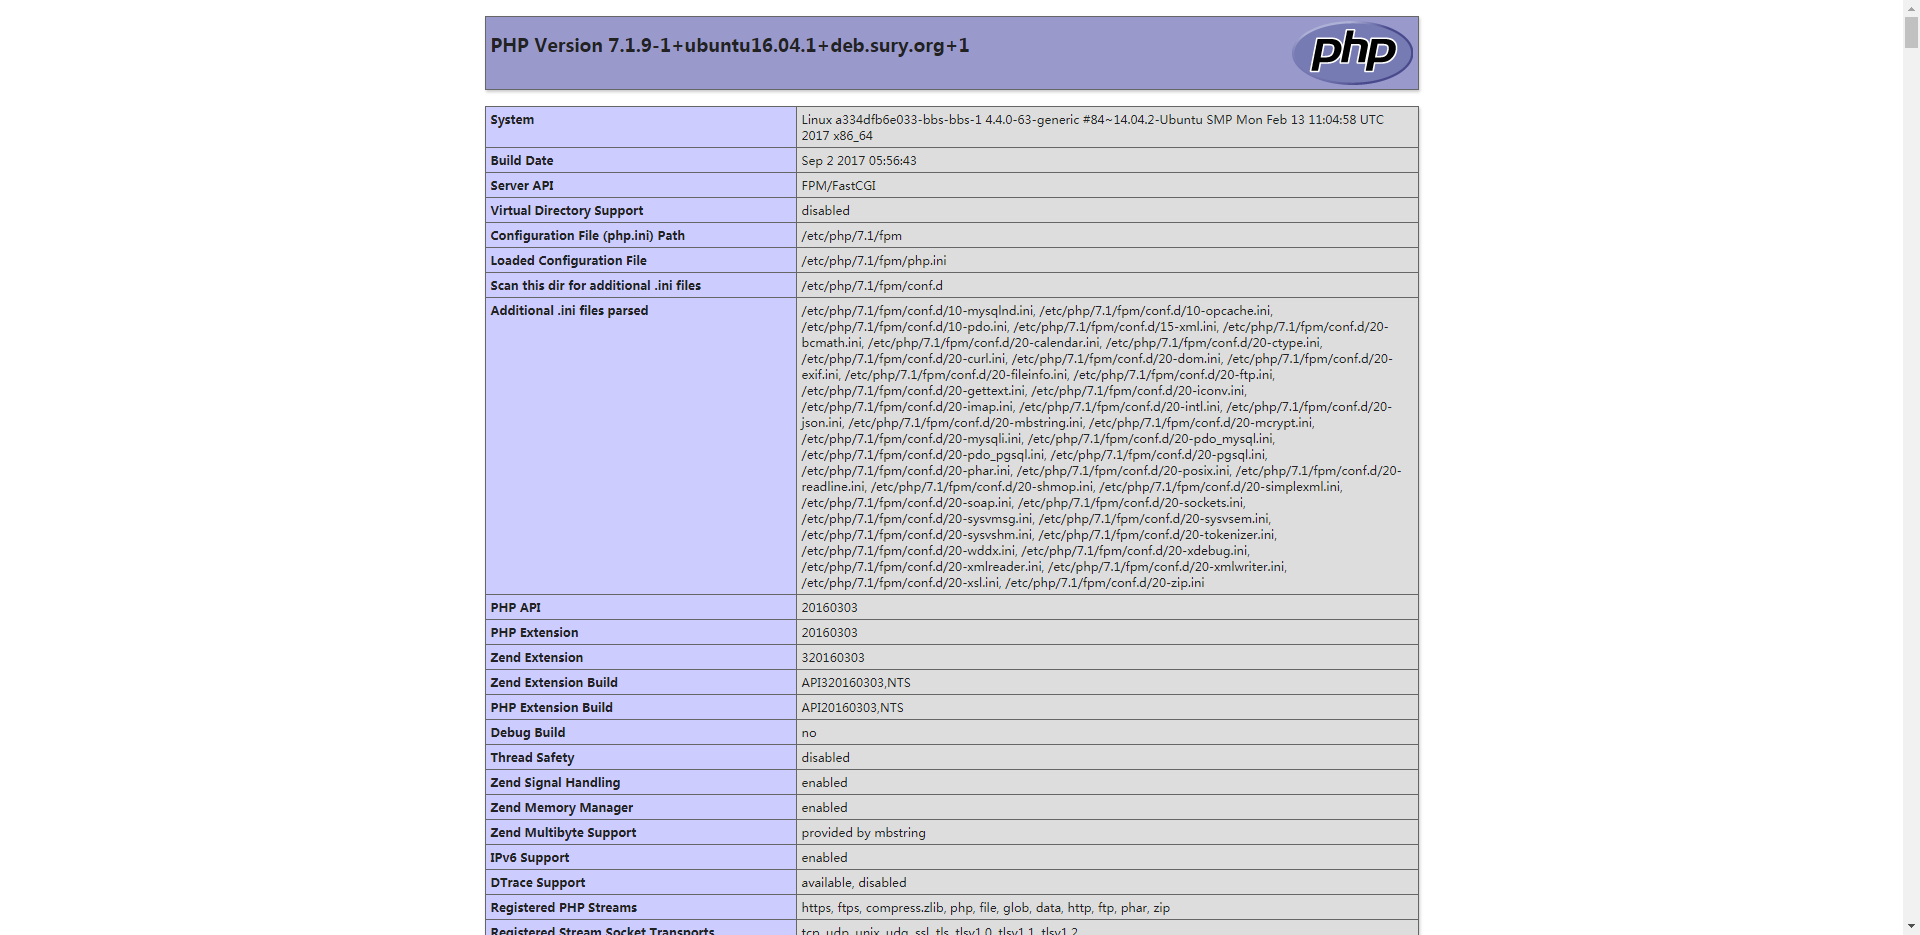 PHP Version 7.1.9-1+ubuntu16.04.1+deb.sury.org+1
php
System
Linux a334dfb6e033-bbs-bbs-1 4.4.0-63-generic #84~14.04.2-Ubuntu SMP Mon Feb 13 11:04:58 UTC
2017 x86_64
Build Date
Sep 2 2017 05:56:43
Server API
FPM/FastCGI
Virtual Directory Support
disabled
Configuration File (php.ini) Path
/etc/php/7.1/fpm
Loaded Configuration File
/etc/php/7.1/fpm/php.ini
Scan this dir for additional .ini files
/etc/php/7.1/fpm/conf.d
Additional .ini files parsed
/etc/php/7.1/fpm/conf.d/10-mysqlnd.ini, /etc/php/7.1/fpm/conf.d/10-opcache.ini,
/etc/php/7.1/fpm/conf.d/10-pdo.ini, /etc/php/7.1/fpm/conf.d/15-xml.ini, /etc/php/7.1/fpm/conf.d/20-
bcmath.ini, /etc/php/7.1/fpm/conf.d/20-calendar.ini, /etc/php/7.1/fpm/conf.d/20-ctype.ini,
/etc/php/7.1/fpm/conf.d/20-curl.ini, /etc/php/7.1/fpm/conf.d/20-dom.ini, /etc/php/7.1/fpm/conf.d/20-
exif.ini, /etc/php/7.1/fpm/conf.d/20-fileinfo.ini, /etc/php/7.1/fpm/conf.d/20-ftp.ini,
/etc/php/7.1/fpm/conf.d/20-gettext.ini, /etc/php/7.1/fpm/conf.d/20-iconv.ini,
/etc/php/7.1/fpm/conf.d/20-imap.ini, /etc/php/7.1/fpm/conf.d/20-intl.ini, /etc/php/7.1/fpm/conf.d/20-
json.ini, /etc/php/7.1/fpm/conf.d/20-mbstring.ini, /etc/php/7.1/fpm/conf.d/20-mcrypt.ini,
/etc/php/7.1/fpm/conf.d/20-mysqli.ini, /etc/php/7.1/fpm/conf.d/20-pdo_mysql.ini,
/etc/php/7.1/fpm/conf.d/20-pdo_pgsql.ini, /etc/php/7.1/fpm/conf.d/20-pgsql.ini,
/etc/php/7.1/fpm/conf.d/20-phar.ini, /etc/php/7.1/fpm/conf.d/20-posix.ini, /etc/php/7.1/fpm/conf.d/20-
readline.ini, /etc/php/7.1/fpm/conf.d/20-shmop.ini, /etc/php/7.1/fpm/conf.d/20-simplexml.ini,
/etc/php/7.1/fpm/conf.d/20-soap.ini, /etc/php/7.1/fpm/conf.d/20-sockets.ini,
/etc/php/7.1/fpm/conf.d/20-sysvmsg.ini, /etc/php/7.1/fpm/conf.d/20-sysvsem.ini,
/etc/php/7.1/fpm/conf.d/20-sysvshm.ini, /etc/php/7.1/fpm/conf.d/20-tokenizer.ini,
/etc/php/7.1/fpm/conf.d/20-wddx.ini, /etc/php/7.1/fpm/conf.d/20-xdebug.ini,
/etc/php/7.1/fpm/conf.d/20-xmlreader.ini, /etc/php/7.1/fpm/conf.d/20-xmlwriter.ini,
/etc/php/7.1/fpm/conf.d/20-xsl.ini, /etc/php/7.1/fpm/conf.d/20-zip.ini
PHP API
20160303
PHP Extension
20160303
Zend Extension
320160303
Zend Extension Build
API320160303,NTS
PHP Extension Build
API20160303,NTS
Debug Build
no
Thread Safety
disabled
Zend Signal Handling
enabled
Zend Memory Manager
enabled
Zend Multibyte Support
provided by mbstring
IPv6 Support
enabled
DTrace Support
available, disabled
Registered PHP Streams
https, ftps, compress.zlib, php, file, glob, data, http, ftp, phar, zip
Registered Stream Socket Transports
tcp, udp, unix, udg, ssl, tls, tlsv1.0, tlsv1.1, tlsv1.2